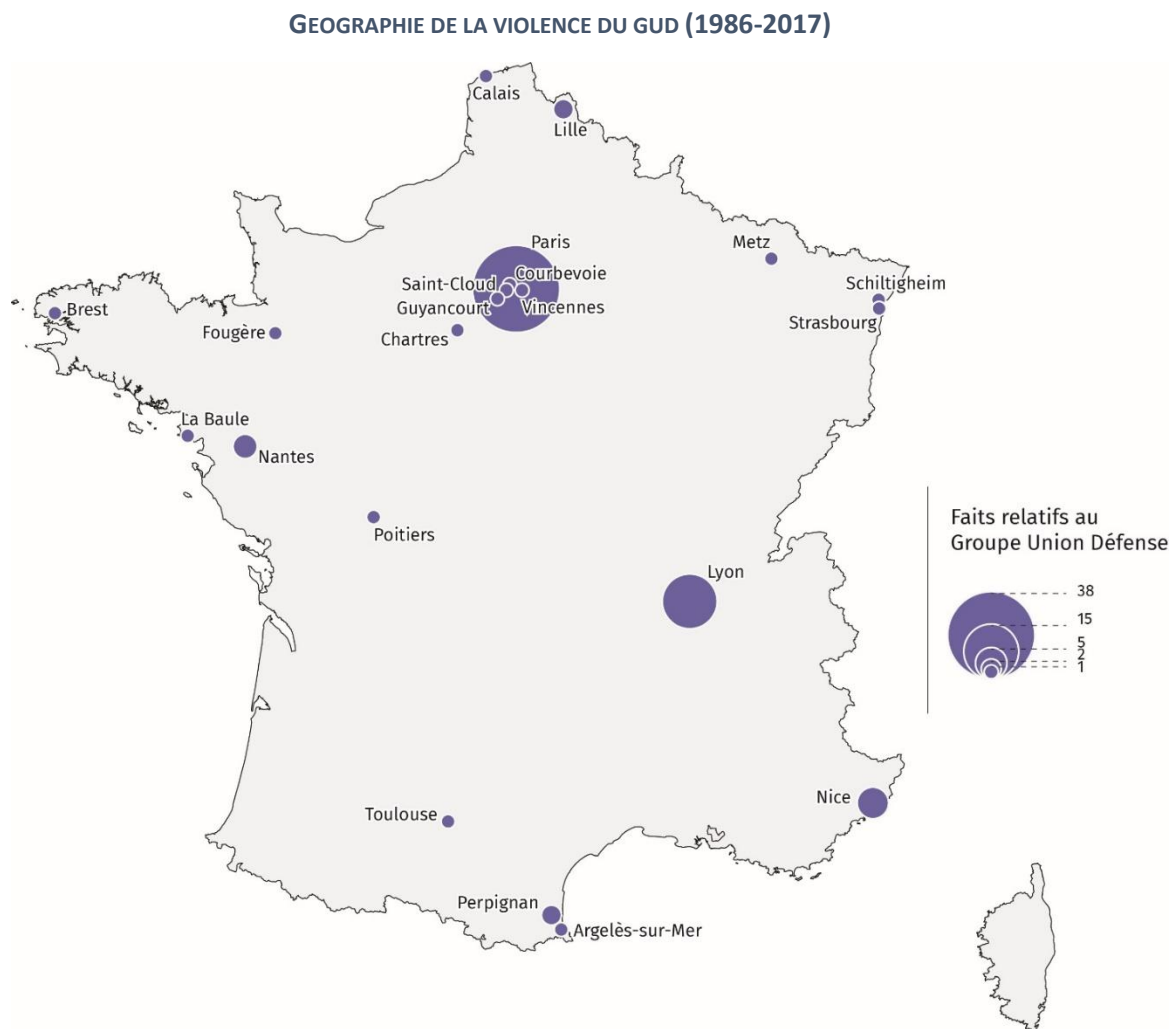 GEOGRAPHIE DE LA VIOLENCE DU GUD (1986-2017)
Calais
Lille
Paris
Metz
Courbevoie
Saint-Cloud
Schiltigheim
Guyancourt
Vincennes
Brest
Strasbourg
Fougère
Chartres
La Baule
Nantes
Poitiers
Faits relatifs au
Groupe Union Défense
Lyon
38
15
5
2
1
Nice
Toulouse
Perpignan
Argelès-sur-Mer